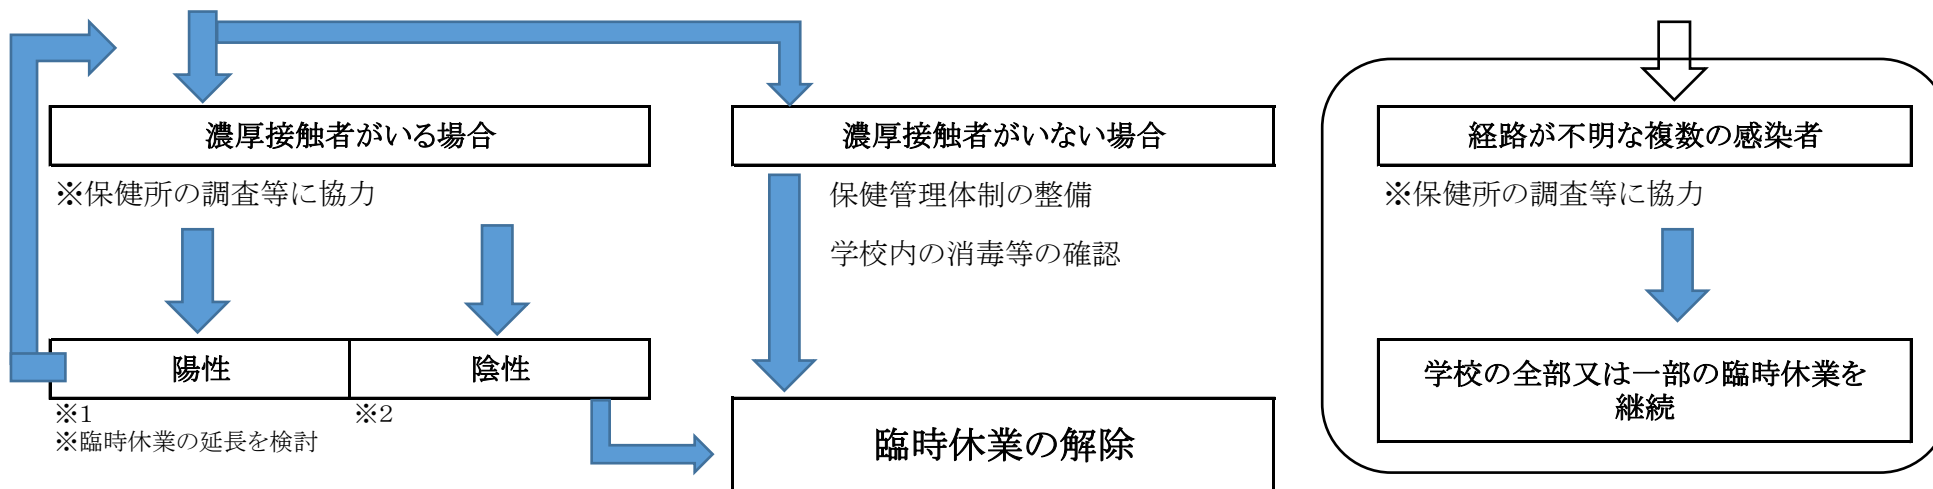 濃厚接触者がいる場合
※保健所の調査等に協力
陽性
陰性
※1
※2
※臨時休業の延長を検討
濃厚接触者がいない場合
保健管理体制の整備
学校内の消毒等の確認
臨時休業の解除
経路が不明な複数の感染者
※保健所の調査等に協力
学校の全部又は一部の臨時休業を
継続